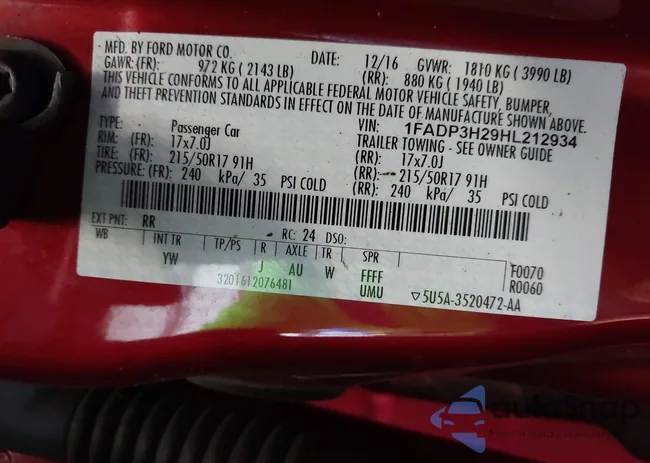 MFD. BY FORD MOTOR CO. DATE: 12/16 GVWR: 1810 KG ( 3990 LB)
GAWR:(FR): 972 KG ( 2143 LB) (RR): 880 KG ( 1940 LB)
THIS VEHICLE CONFORMS TO ALL APPLICABLE FEDERAL MOTOR VEHICLE SAFETY, BUMPER,
AND THEFT PREVENTION STANDARDS IN EFFECT ON THE DATE OF MANUFACTURE SHOWN ABOVE.
TYPE: Passenger Car VIN: 1FADP3H29HL212934
TRAILER TOWING - SEE OWNER GUIDE
RIM: (FR): 17x7.0J (RR): 17x7.0J
TIRE: (FR): 215/50R17 91H (RR): 215/50R17 91H
PRESSURE: (FR): 240 kPa/ 35 PSI COLD (RR): 240 kPa/ 35 PSI COLD
EXT PNT: RR RC: 24 DSO:
WB INT TR TP/PS R AXLE TR SPR
YW J AU W FFFF F0070
UMU R0060
3201612076481 ▽5U5A-3520472-AA
autoSnap